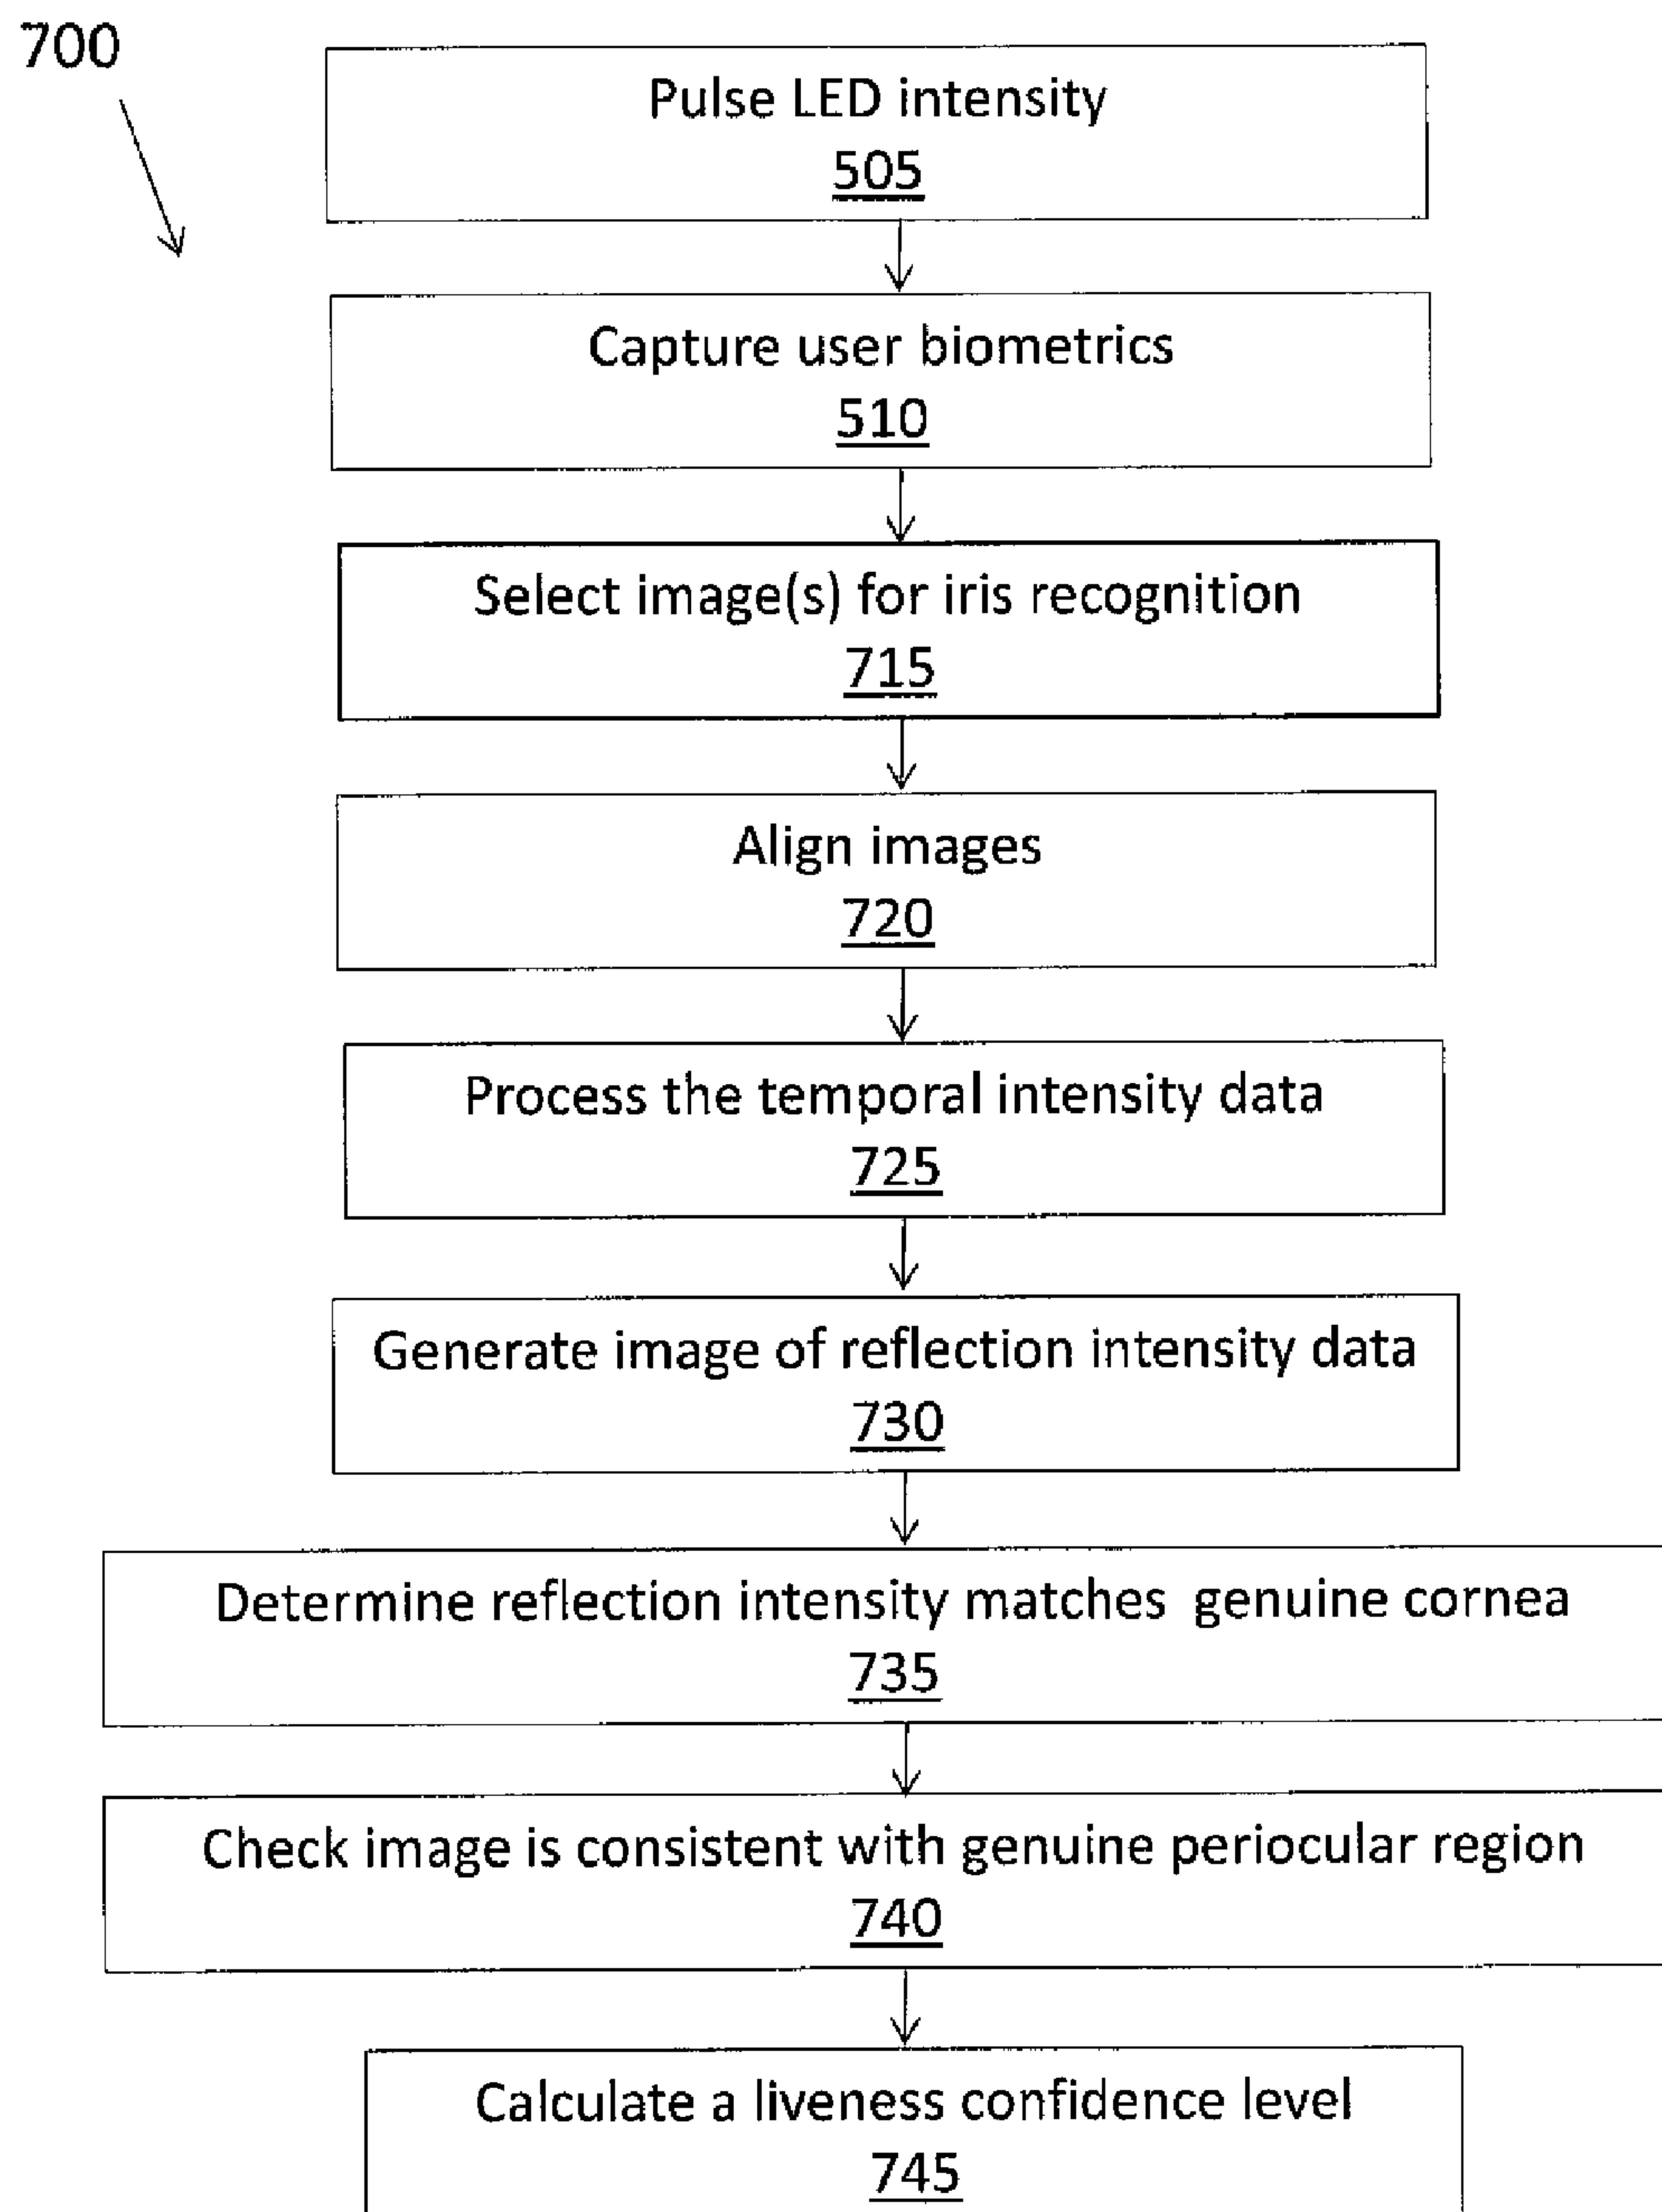 700
Pulse LED intensity
505
Capture user biometrics
510
Select image(s) for iris recognition
715
Align images
720
Process the temporal intensity data
725
Generate image of reflection intensity data
730
Determine reflection intensity matches genuine cornea
735
Check image is consistent with genuine periocular region
740
Calculate a liveness confidence level
745